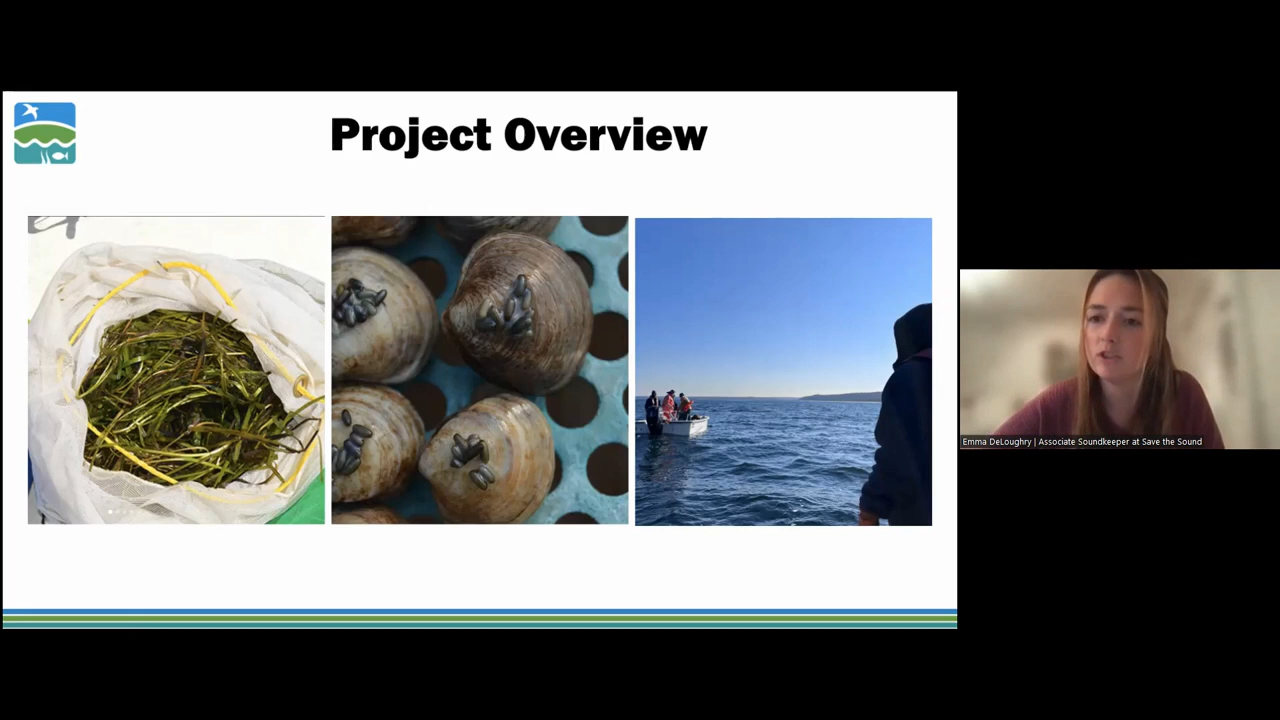 Project Overview
Emma DeLoughry | Associate Soundkeeper at Save the Sound